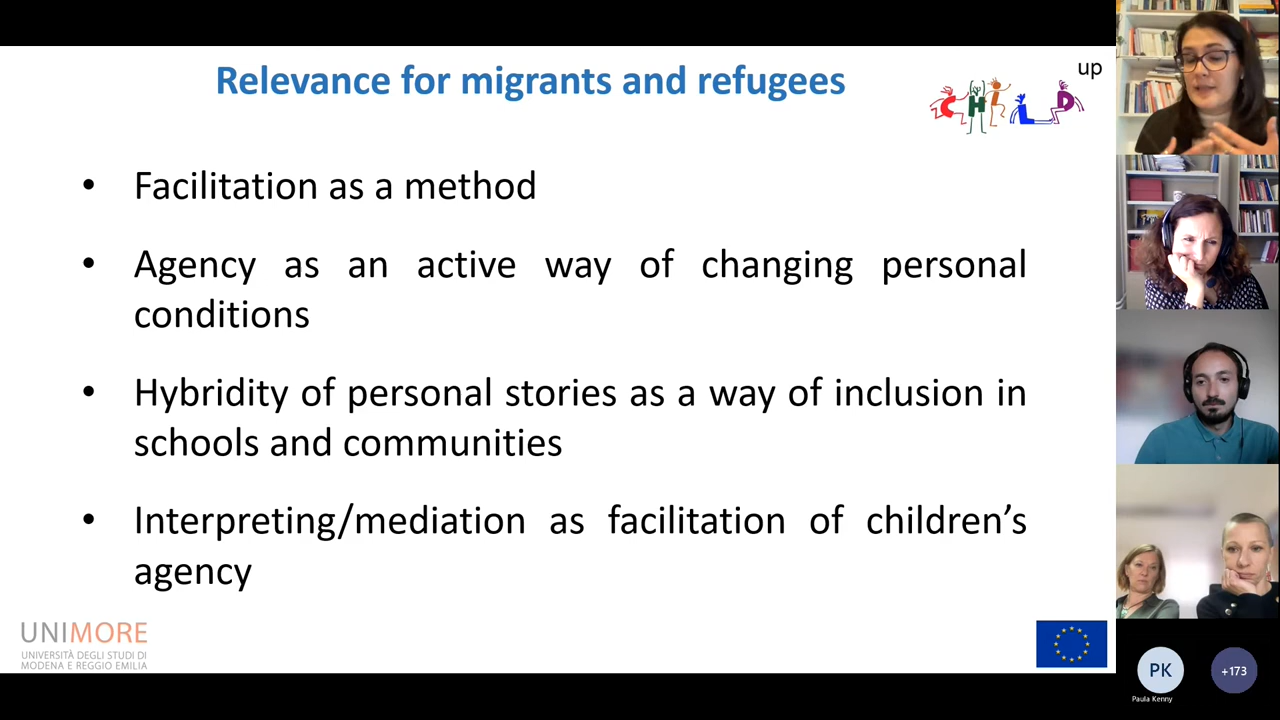 Relevance for migrants and refugees
CHILD
up
• Facilitation as a method
• Agency as an active way of changing personal
conditions
• Hybridity of personal stories as a way of inclusion in
schools and communities
• Interpreting/mediation as facilitation of children's
agency
UNIMORE
UNIVERSITÀ DEGLI STUDI DI
MODENA E REGGIO EMILIA
PK
Paula Kenny
+173